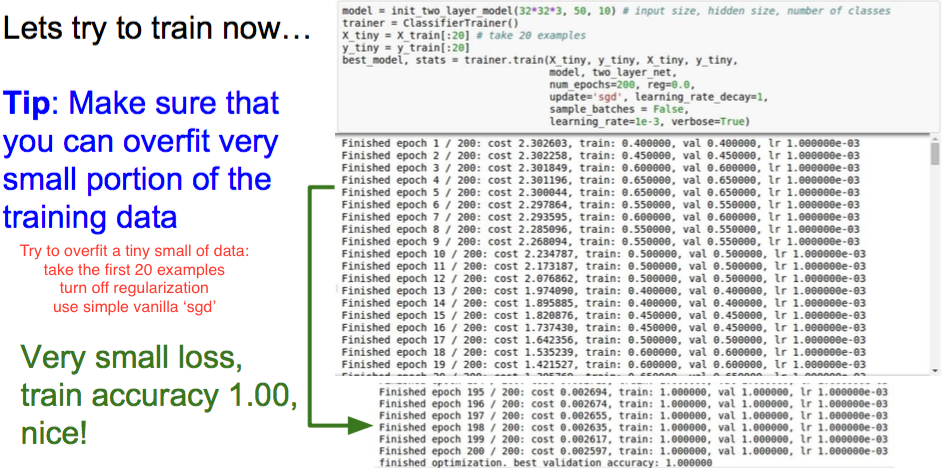 Lets try to train now…
Tip: Make sure that
you can overfit very
small portion of the
training data
Try to overfit a tiny small of data:
take the first 20 examples
turn off regularization
use simple vanilla ‘sgd’
Very small loss,
train accuracy 1.00,
nice!
model = init_two_layer_model(32*32*3, 50, 10) # input size, hidden size, number of classes
trainer = ClassifierTrainer()
X_tiny = X_train[:20] # take 20 examples
y_tiny = y_train[:20]
best_model, stats = trainer.train(X_tiny, y_tiny, X_tiny, y_tiny,
model, two_layer_net,
num_epochs=200, reg=0.0,
update='sgd', learning_rate_decay=1,
sample_batches = False,
learning_rate=1e-3, verbose=True)
Finished epoch 1 / 200: cost 2.302603, train: 0.400000, val 0.400000, lr 1.000000e-03
Finished epoch 2 / 200: cost 2.302258, train: 0.450000, val 0.450000, lr 1.000000e-03
Finished epoch 3 / 200: cost 2.301849, train: 0.600000, val 0.600000, lr 1.000000e-03
Finished epoch 4 / 200: cost 2.301196, train: 0.650000, val 0.650000, lr 1.000000e-03
Finished epoch 5 / 200: cost 2.300044, train: 0.650000, val 0.650000, lr 1.000000e-03
Finished epoch 6 / 200: cost 2.297864, train: 0.550000, val 0.550000, lr 1.000000e-03
Finished epoch 7 / 200: cost 2.293595, train: 0.600000, val 0.600000, lr 1.000000e-03
Finished epoch 8 / 200: cost 2.285096, train: 0.550000, val 0.550000, lr 1.000000e-03
Finished epoch 9 / 200: cost 2.268094, train: 0.550000, val 0.550000, lr 1.000000e-03
Finished epoch 10 / 200: cost 2.234787, train: 0.500000, val 0.500000, lr 1.000000e-03
Finished epoch 11 / 200: cost 2.173187, train: 0.500000, val 0.500000, lr 1.000000e-03
Finished epoch 12 / 200: cost 2.076862, train: 0.500000, val 0.500000, lr 1.000000e-03
Finished epoch 13 / 200: cost 1.974090, train: 0.400000, val 0.400000, lr 1.000000e-03
Finished epoch 14 / 200: cost 1.895885, train: 0.400000, val 0.400000, lr 1.000000e-03
Finished epoch 15 / 200: cost 1.820876, train: 0.450000, val 0.450000, lr 1.000000e-03
Finished epoch 16 / 200: cost 1.737430, train: 0.450000, val 0.450000, lr 1.000000e-03
Finished epoch 17 / 200: cost 1.642356, train: 0.500000, val 0.500000, lr 1.000000e-03
Finished epoch 18 / 200: cost 1.535239, train: 0.600000, val 0.600000, lr 1.000000e-03
Finished epoch 19 / 200: cost 1.421527, train: 0.600000, val 0.600000, lr 1.000000e-03
Finished epoch 195 / 200: cost 0.002694, train: 1.000000, val 1.000000, lr 1.000000e-03
Finished epoch 196 / 200: cost 0.002674, train: 1.000000, val 1.000000, lr 1.000000e-03
Finished epoch 197 / 200: cost 0.002655, train: 1.000000, val 1.000000, lr 1.000000e-03
Finished epoch 198 / 200: cost 0.002635, train: 1.000000, val 1.000000, lr 1.000000e-03
Finished epoch 199 / 200: cost 0.002617, train: 1.000000, val 1.000000, lr 1.000000e-03
Finished epoch 200 / 200: cost 0.002597, train: 1.000000, val 1.000000, lr 1.000000e-03
finished optimization. best validation accuracy: 1.000000